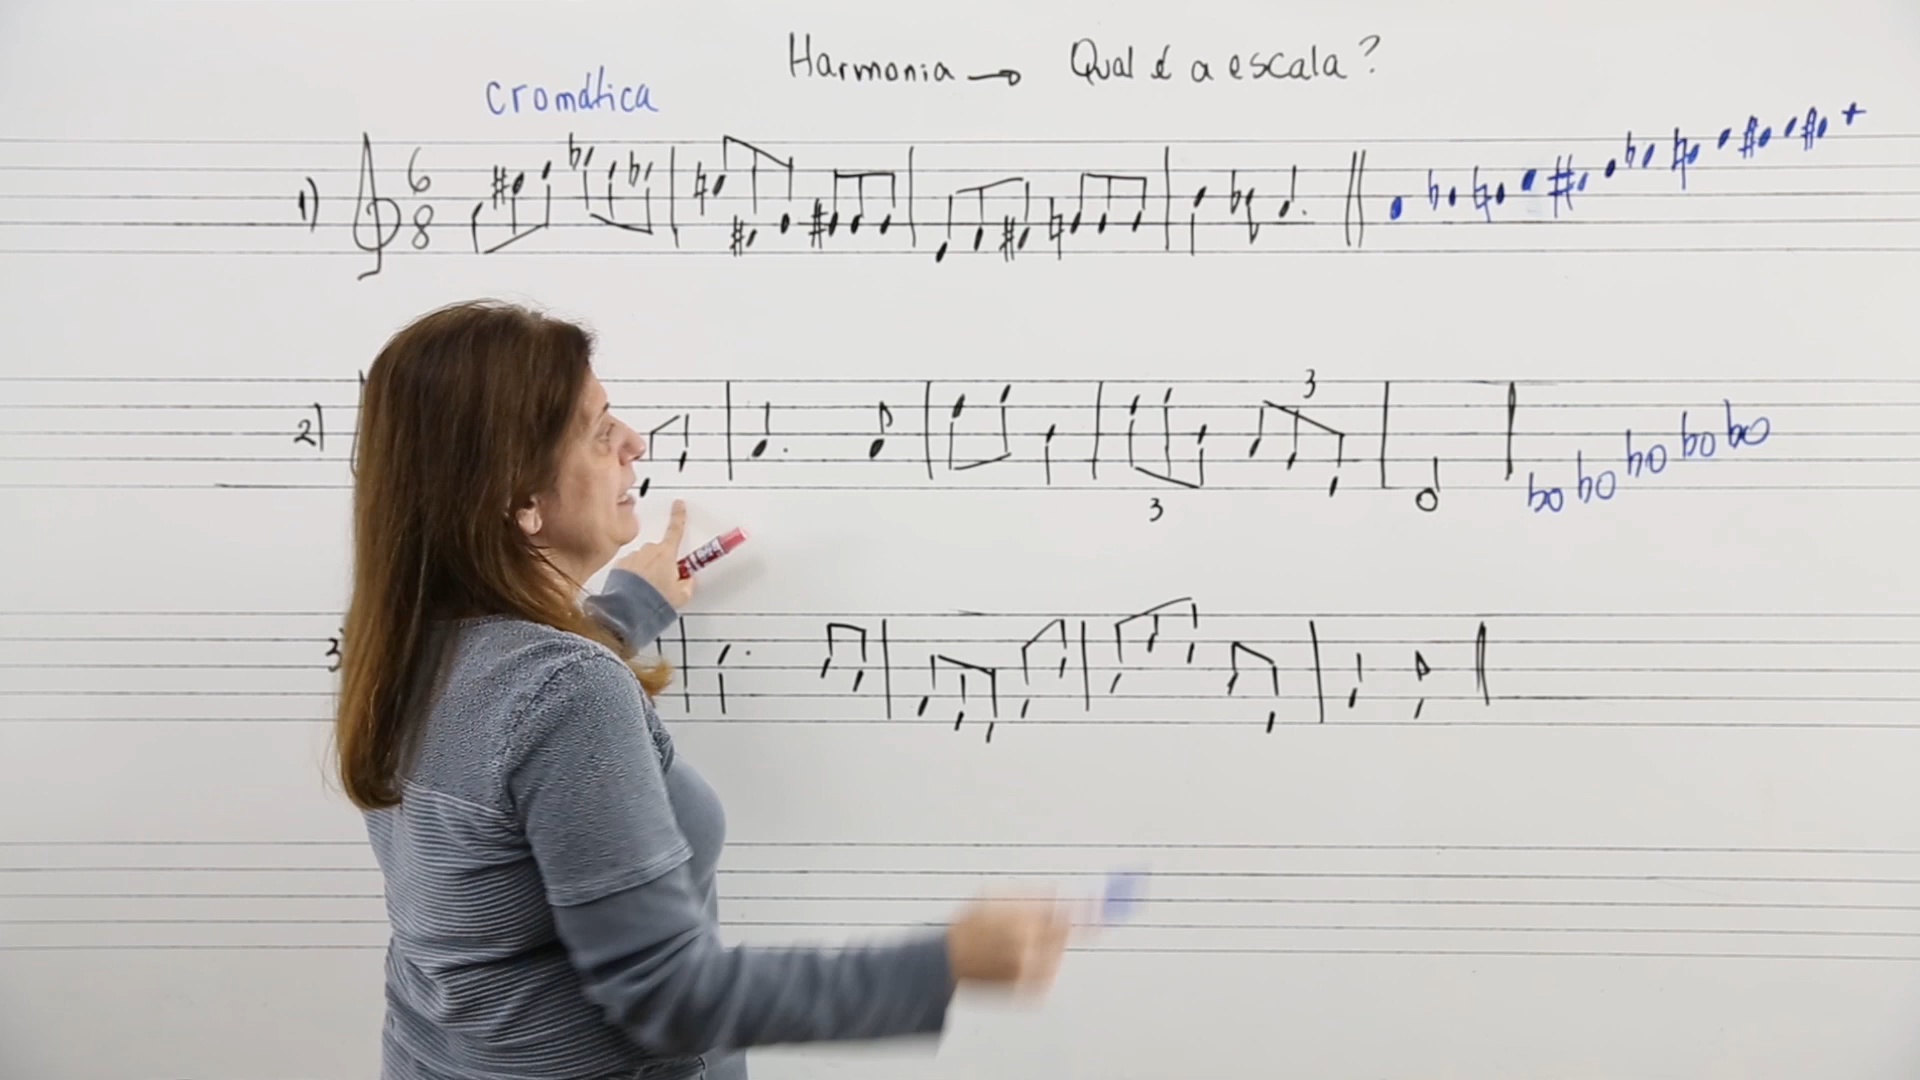 Harmonia → Qual é a escala?
cromática
1) 6 8
2) 3
3
3